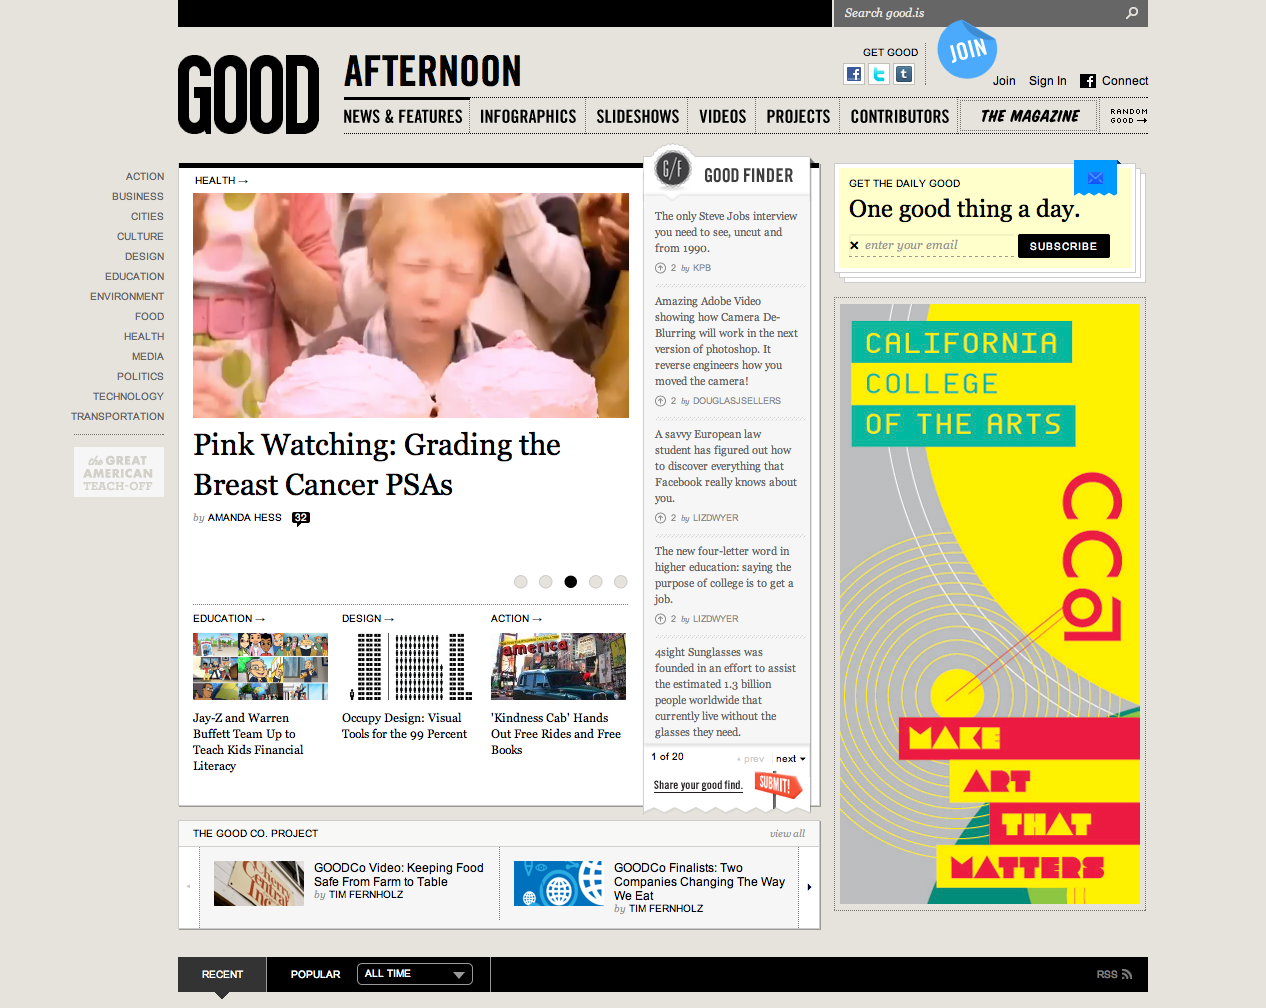 Search good.is
GOOD
AFTERNOON
GET GOOD
JOIN
Join Sign In Connect
NEWS & FEATURES INFOGRAPHICS SLIDESHOWS VIDEOS PROJECTS CONTRIBUTORS THE MAGAZINE RANDOM
GOOD →
ACTION
BUSINESS
CITIES
CULTURE
DESIGN
EDUCATION
ENVIRONMENT
FOOD
HEALTH
MEDIA
POLITICS
TECHNOLOGY
TRANSPORTATION
the GREAT
AMERICAN
TEACH-OFF
HEALTH →
Pink Watching: Grading the
Breast Cancer PSAs
by AMANDA HESS 32
EDUCATION →
Jay-Z and Warren
Buffett Team Up to
Teach Kids Financial
Literacy
DESIGN →
Occupy Design: Visual
Tools for the 99 Percent
ACTION →
america
'Kindness Cab' Hands
Out Free Rides and Free
Books
G/F GOOD FINDER
The only Steve Jobs interview
you need to see, uncut and
from 1990.
2 by KPB
Amazing Adobe Video
showing how Camera De-
Blurring will work in the next
version of photoshop. It
reverse engineers how you
moved the camera!
2 by DOUGLASJSELLERS
A savvy European law
student has figured out how
to discover everything that
Facebook really knows about
you.
2 by LIZDWYER
The new four-letter word in
higher education: saying the
purpose of college is to get a
job.
2 by LIZDWYER
4sight Sunglasses was
founded in an effort to assist
the estimated 1.3 billion
people worldwide that
currently live without the
glasses they need.
1 of 20 prev next
Share your good find. SUBMIT!
GET THE DAILY GOOD
One good thing a day.
enter your email SUBSCRIBE
CALIFORNIA
COLLEGE
OF THE ARTS
cca
MAKE
ART
THAT
MATTERS
THE GOOD CO. PROJECT view all
GOODCo Video: Keeping Food
Safe From Farm to Table
by TIM FERNHOLZ
GOODCo Finalists: Two
Companies Changing The Way
We Eat
by TIM FERNHOLZ
RECENT POPULAR ALL TIME RSS